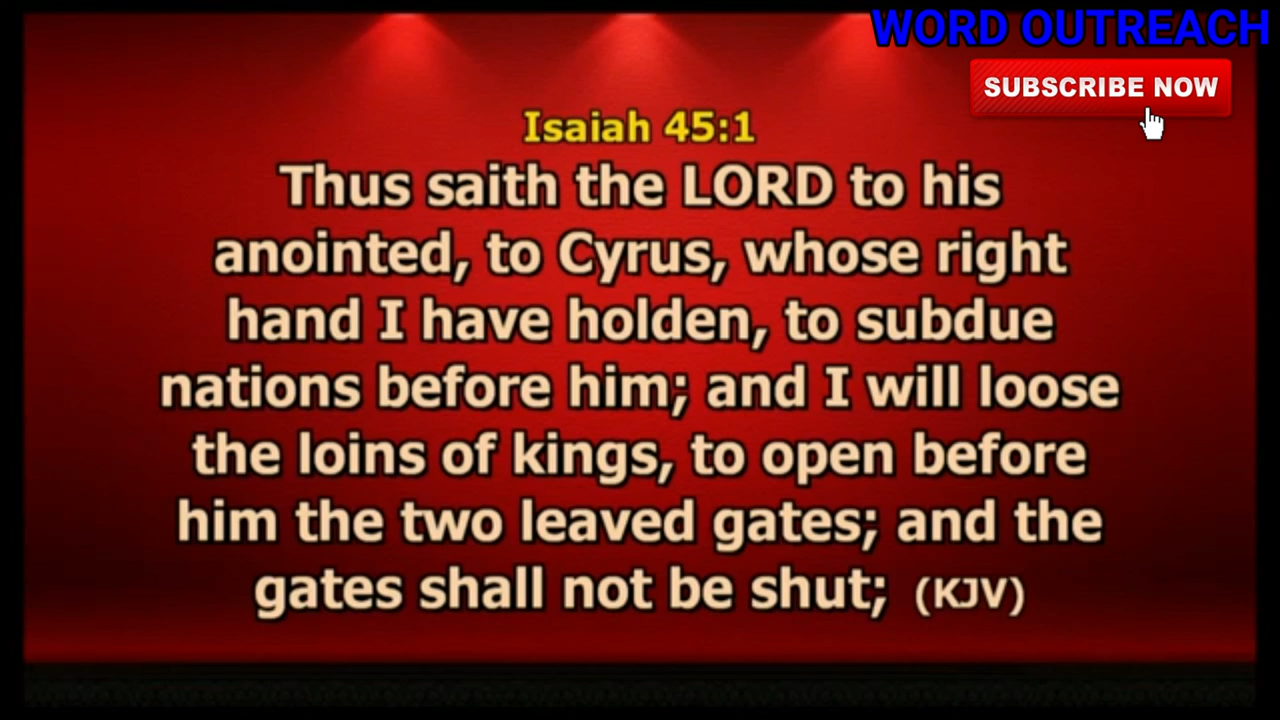 WORD OUTREACH
SUBSCRIBE NOW
Isaiah 45:1
Thus saith the LORD to his
anointed, to Cyrus, whose right
hand I have holden, to subdue
nations before him; and I will loose
the loins of kings, to open before
him the two leaved gates; and the
gates shall not be shut; (KJV)